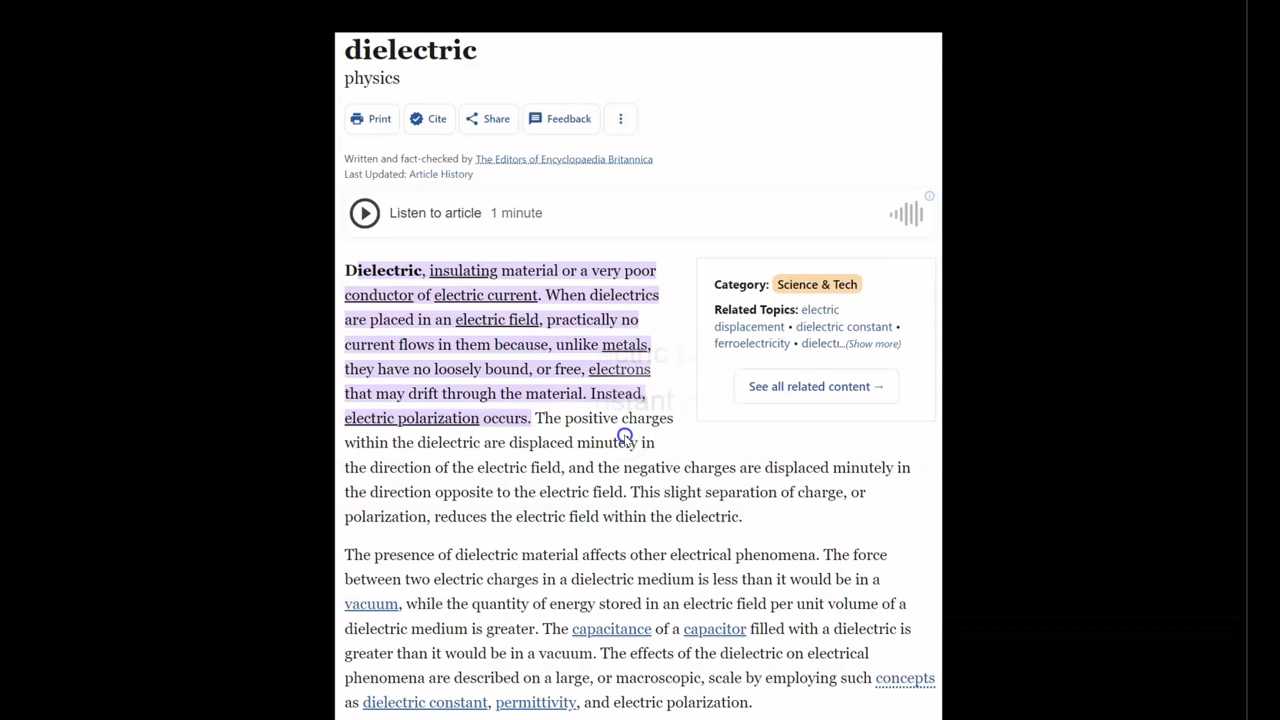 dielectric
physics
Print Cite Share Feedback
Written and fact-checked by The Editors of Encyclopaedia Britannica
Last Updated: Article History
Listen to article 1 minute
Dielectric, insulating material or a very poor
conductor of electric current. When dielectrics
are placed in an electric field, practically no
current flows in them because, unlike metals,
they have no loosely bound, or free, electrons
that may drift through the material. Instead,
electric polarization occurs. The positive charges
within the dielectric are displaced minutely in
the direction of the electric field, and the negative charges are displaced minutely in
the direction opposite to the electric field. This slight separation of charge, or
polarization, reduces the electric field within the dielectric.
Category: Science & Tech
Related Topics: electric
displacement • dielectric constant •
ferroelectricity • dielectr...(Show more)
See all related content →
The presence of dielectric material affects other electrical phenomena. The force
between two electric charges in a dielectric medium is less than it would be in a
vacuum, while the quantity of energy stored in an electric field per unit volume of a
dielectric medium is greater. The capacitance of a capacitor filled with a dielectric is
greater than it would be in a vacuum. The effects of the dielectric on electrical
phenomena are described on a large, or macroscopic, scale by employing such concepts
as dielectric constant, permittivity, and electric polarization.